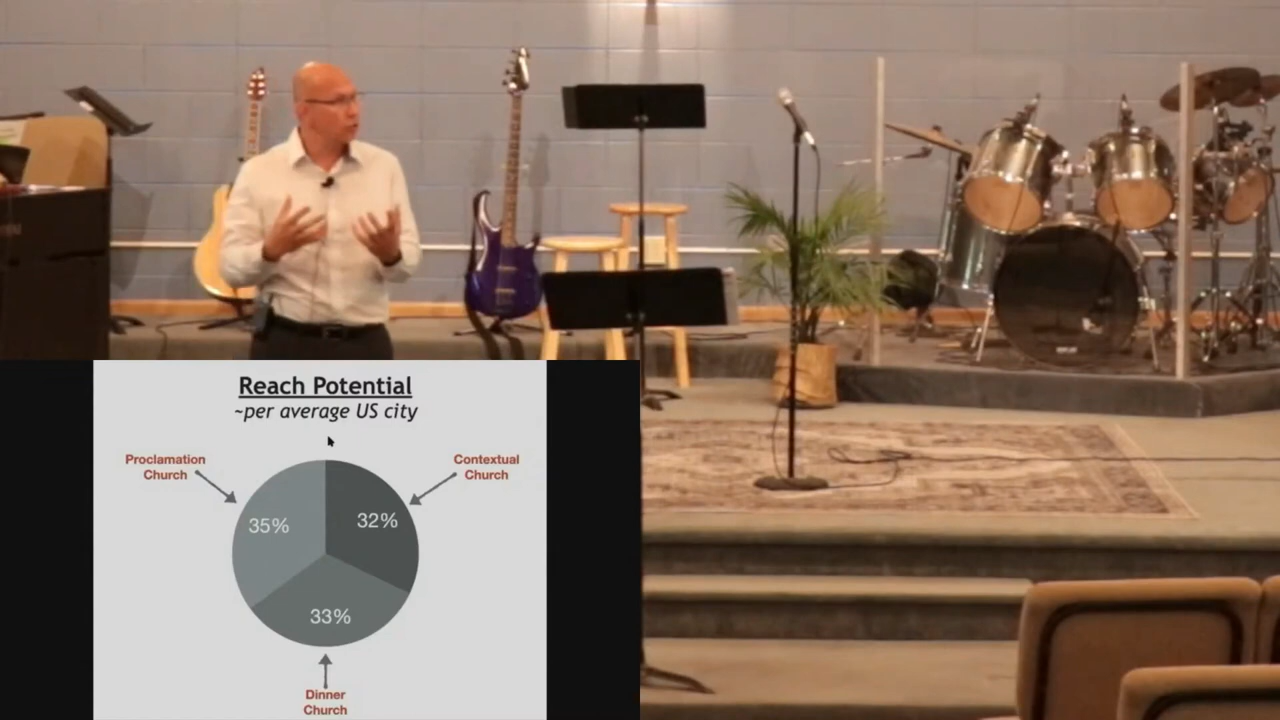 Reach Potential
~per average US city
Proclamation
Church
Contextual
Church
35%
32%
33%
Dinner
Church